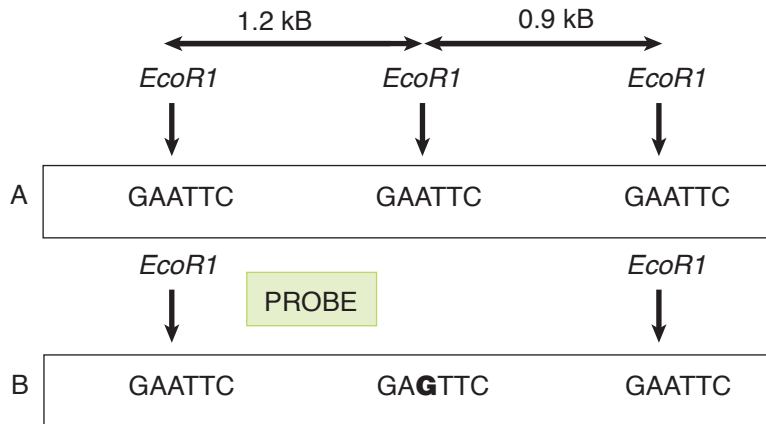 1.2 kB 0.9 kB
EcoR1 EcoR1 EcoR1
A GAATTC GAATTC GAATTC
EcoR1 EcoR1
PROBE
B GAATTC GAGTTC GAATTC